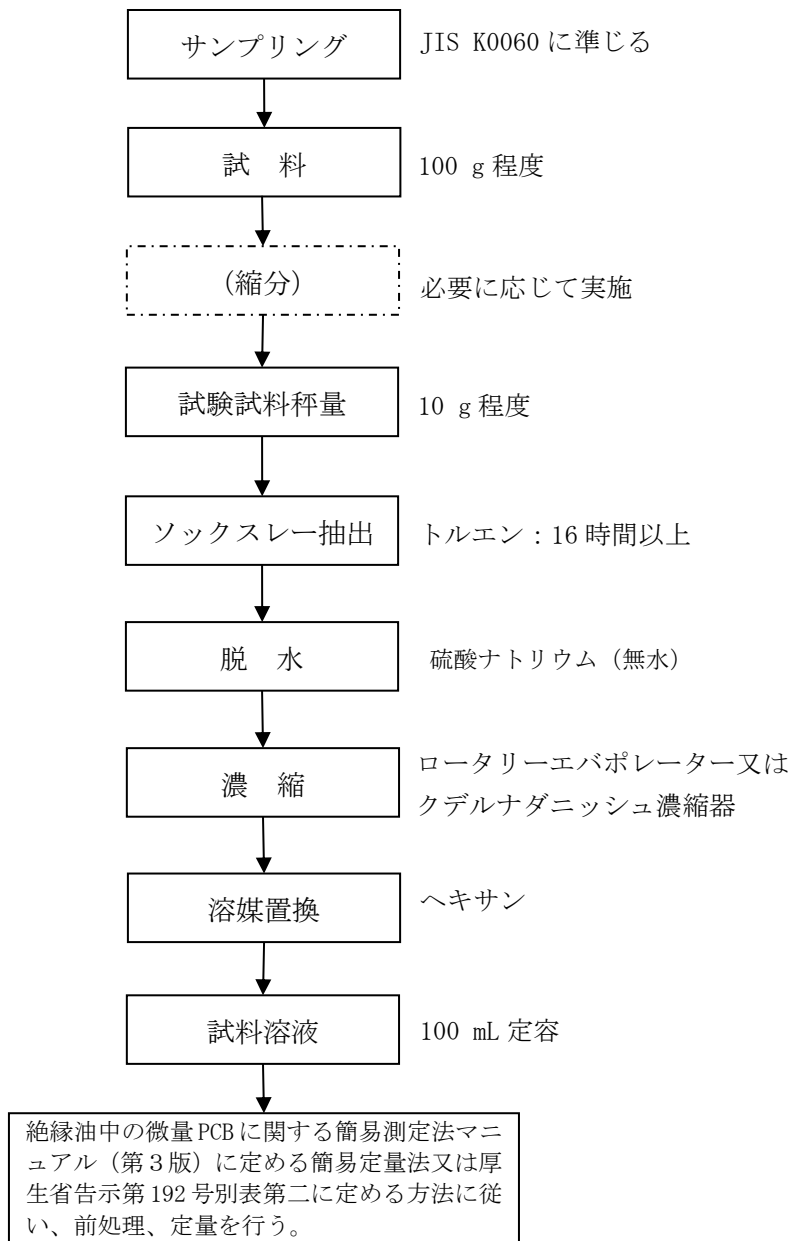 サンプリング JIS K0060 に準じる
試 料 100 g 程度
(縮分) 必要に応じて実施
試験試料秤量 10 g 程度
ソックスレー抽出 トルエン：16 時間以上
脱 水 硫酸ナトリウム（無水）
濃 縮 ロータリーエバポレーター又は
クデルナダニッシュ濃縮器
溶媒置換 ヘキサン
試料溶液 100 mL 定容
絶縁油中の微量 PCB に関する簡易測定法マニ
ュアル（第３版）に定める簡易定量法又は厚
生省告示第 192 号別表第二に定める方法に従
い、前処理、定量を行う。